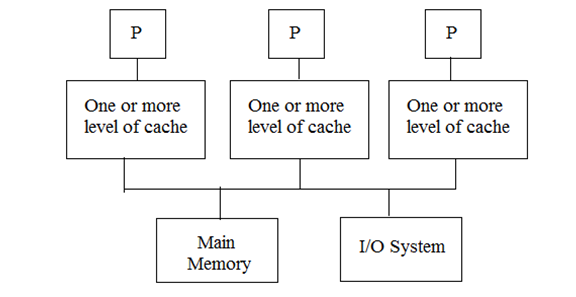 P
P
P
One or more
level of cache
One or more
level of cache
One or more
level of cache
Main
Memory
I/O System